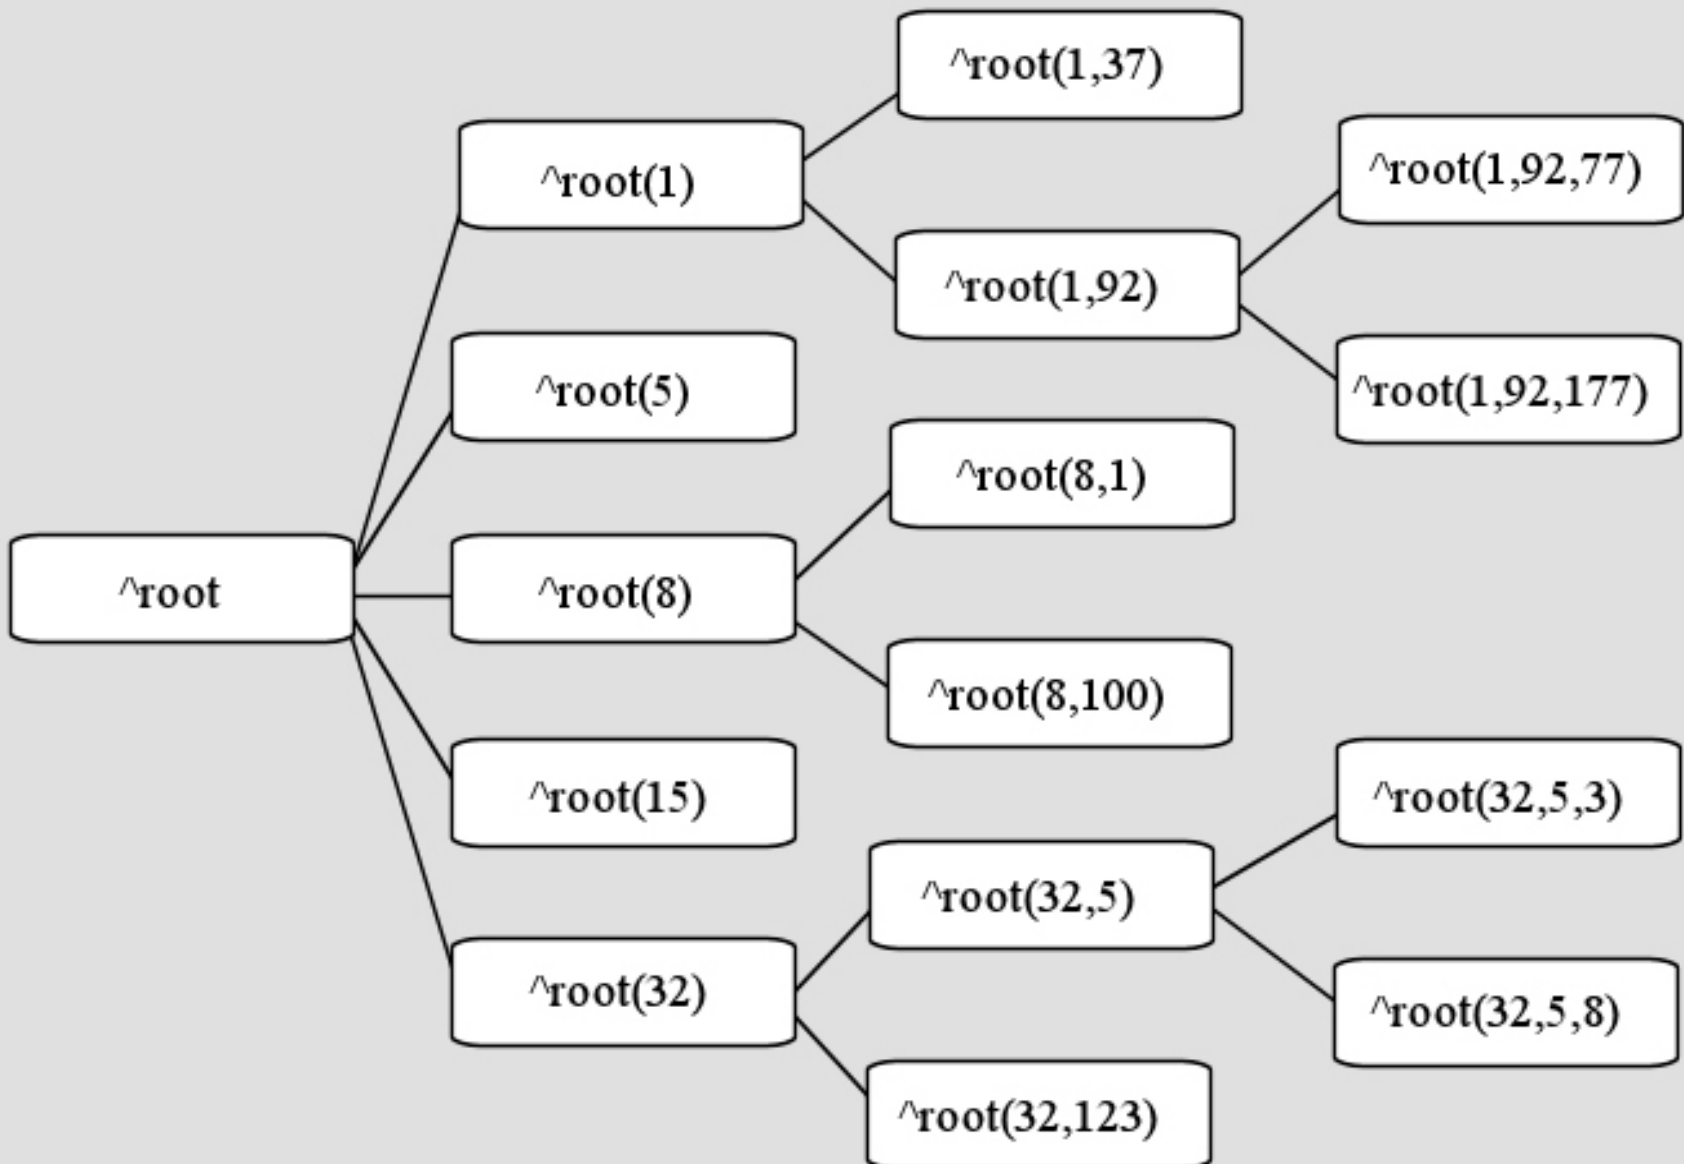 ^root(1,37)
^root(1)
^root(1,92,77)
^root(1,92)
^root(5)
^root(1,92,177)
^root(8,1)
^root
^root(8)
^root(8,100)
^root(15)
^root(32,5,3)
^root(32,5)
^root(32)
^root(32,5,8)
^root(32,123)